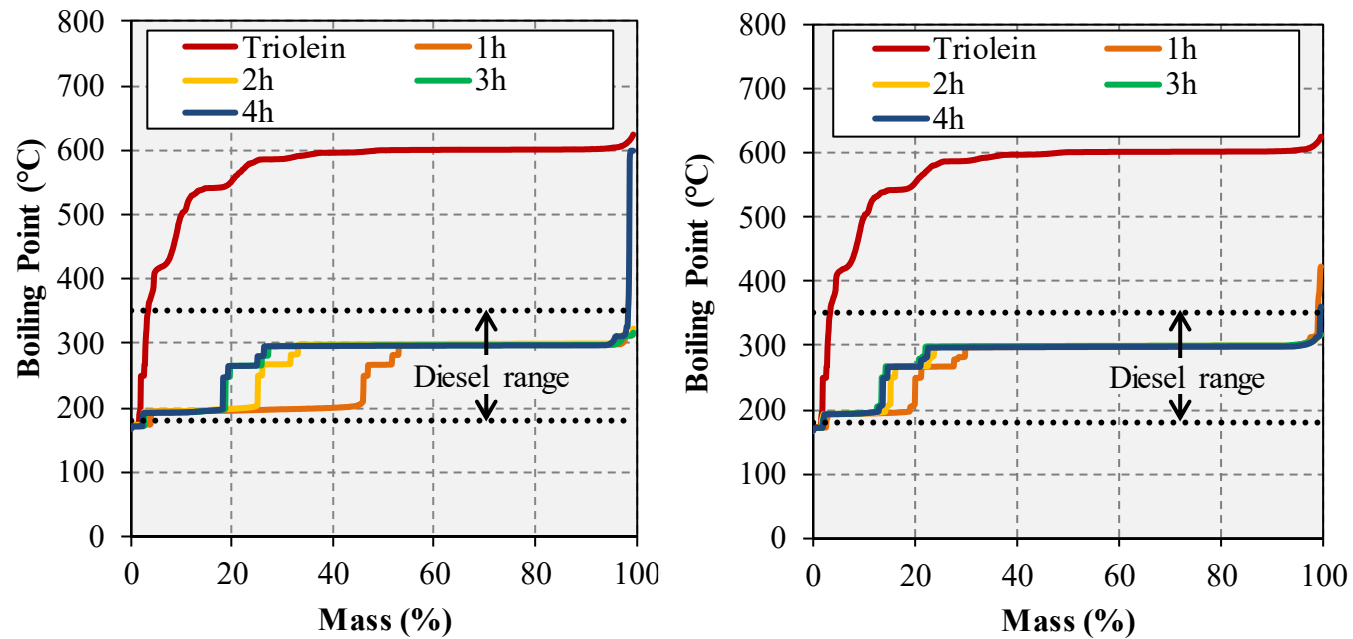 800
700
600
500
400
300
200
100
0
Boiling Point (°C)
Triolein
1h
2h
3h
4h
Diesel range
0 20 40 60 80 100
Mass (%)
800
700
600
500
400
300
200
100
0
Boiling Point (°C)
Triolein
1h
2h
3h
4h
Diesel range
0 20 40 60 80 100
Mass (%)